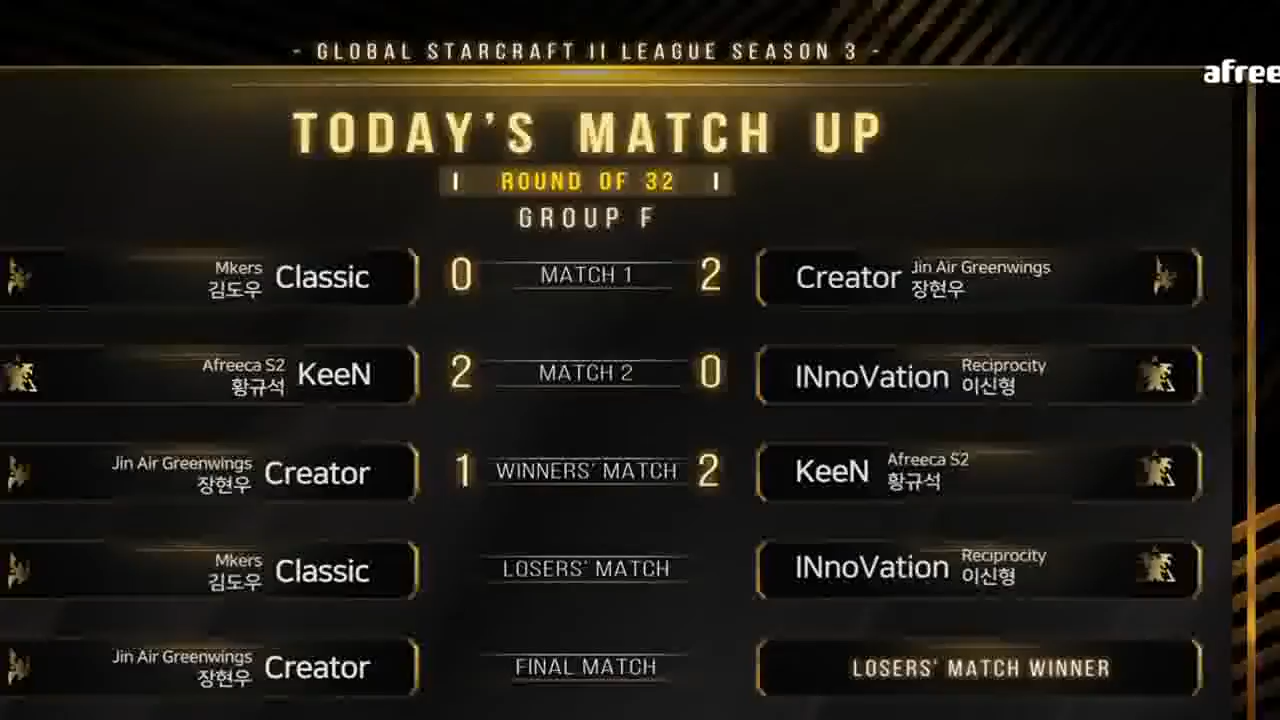 - GLOBAL STARCRAFT II LEAGUE SEASON 3 -
afree
TODAY'S MATCH UP
ROUND OF 32
GROUP F
Mkers 김도우 Classic 0 MATCH 1 2 Creator Jin Air Greenwings 장현우
Afreeca S2 황규석 KeeN 2 MATCH 2 0 INnoVation Reciprocity 이신형
Jin Air Greenwings 장현우 Creator 1 WINNERS' MATCH 2 KeeN Afreeca S2 황규석
Mkers 김도우 Classic LOSERS' MATCH INnoVation Reciprocity 이신형
Jin Air Greenwings 장현우 Creator FINAL MATCH LOSERS' MATCH WINNER